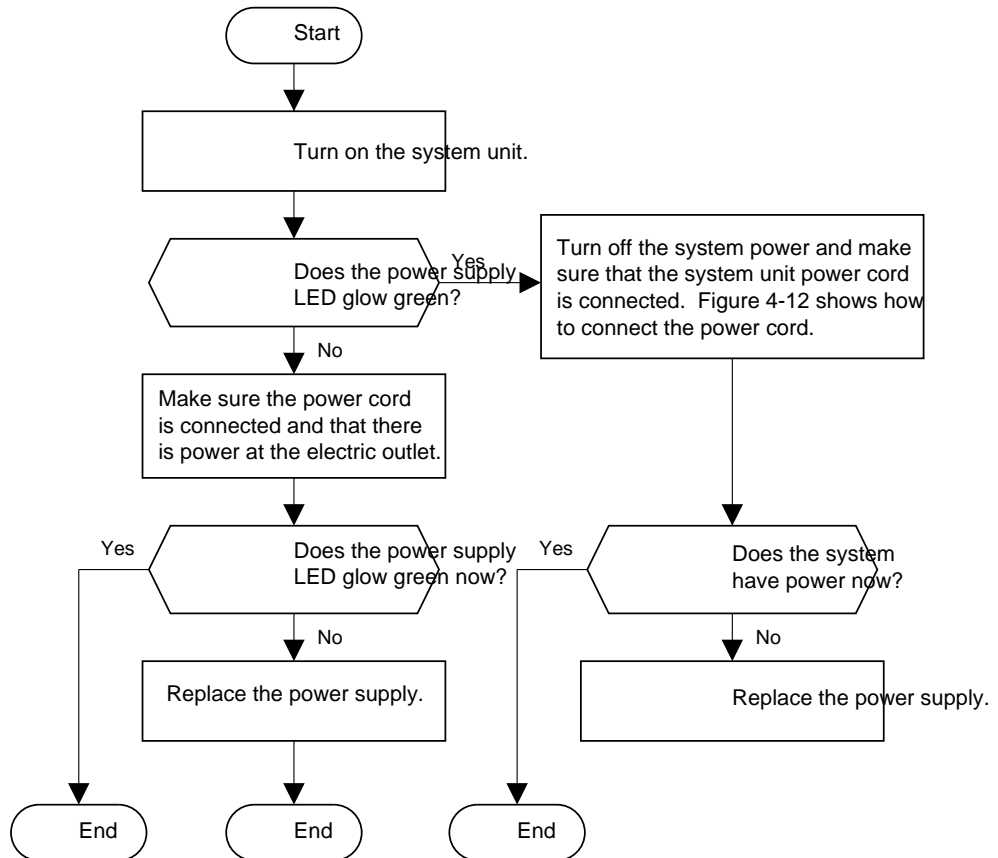 Start
Turn on the system unit.
Does the power supply
LED glow green?
Yes
Turn off the system power and make
sure that the system unit power cord
is connected.  Figure 4-12 shows how
to connect the power cord.
No
Make sure the power cord
is connected and that there
is power at the electric outlet.
Yes
Does the power supply
LED glow green now?
Yes
Does the system
have power now?
No
No
Replace the power supply.
Replace the power supply.
End
End
End